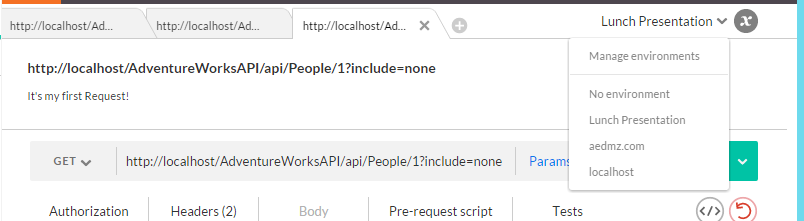 http://localhost/Ad...
http://localhost/Ad...
http://localhost/Ad...
Lunch Presentation
x
Manage environments
No environment
Lunch Presentation
aedmz.com
localhost
http://localhost/AdventureWorksAPI/api/People/1?include=none
It's my first Request!
GET http://localhost/AdventureWorksAPI/api/People/1?include=none Params
Authorization Headers (2) Body Pre-request script Tests